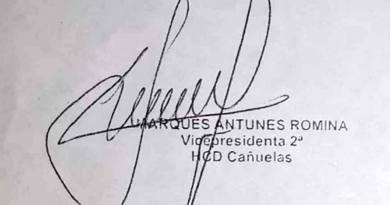 MARQUES ANTUNES ROMINA
Vicepresidenta 2ª
HCD Cañuelas